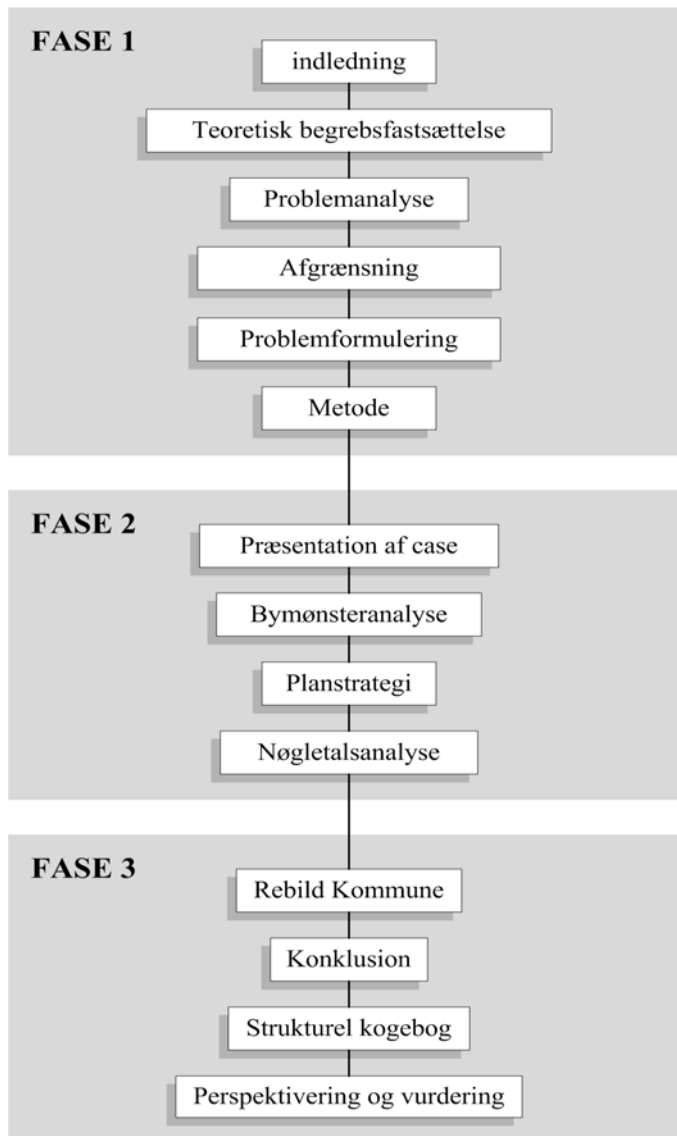 FASE 1
indledning
Teoretisk begrebsfastsættelse
Problemanalyse
Afgrænsning
Problemformulering
Metode
FASE 2
Præsentation af case
Bymønsteranalyse
Planstrategi
Nøgletalsanalyse
FASE 3
Rebild Kommune
Konklusion
Strukturel kogebog
Perspektivering og vurdering